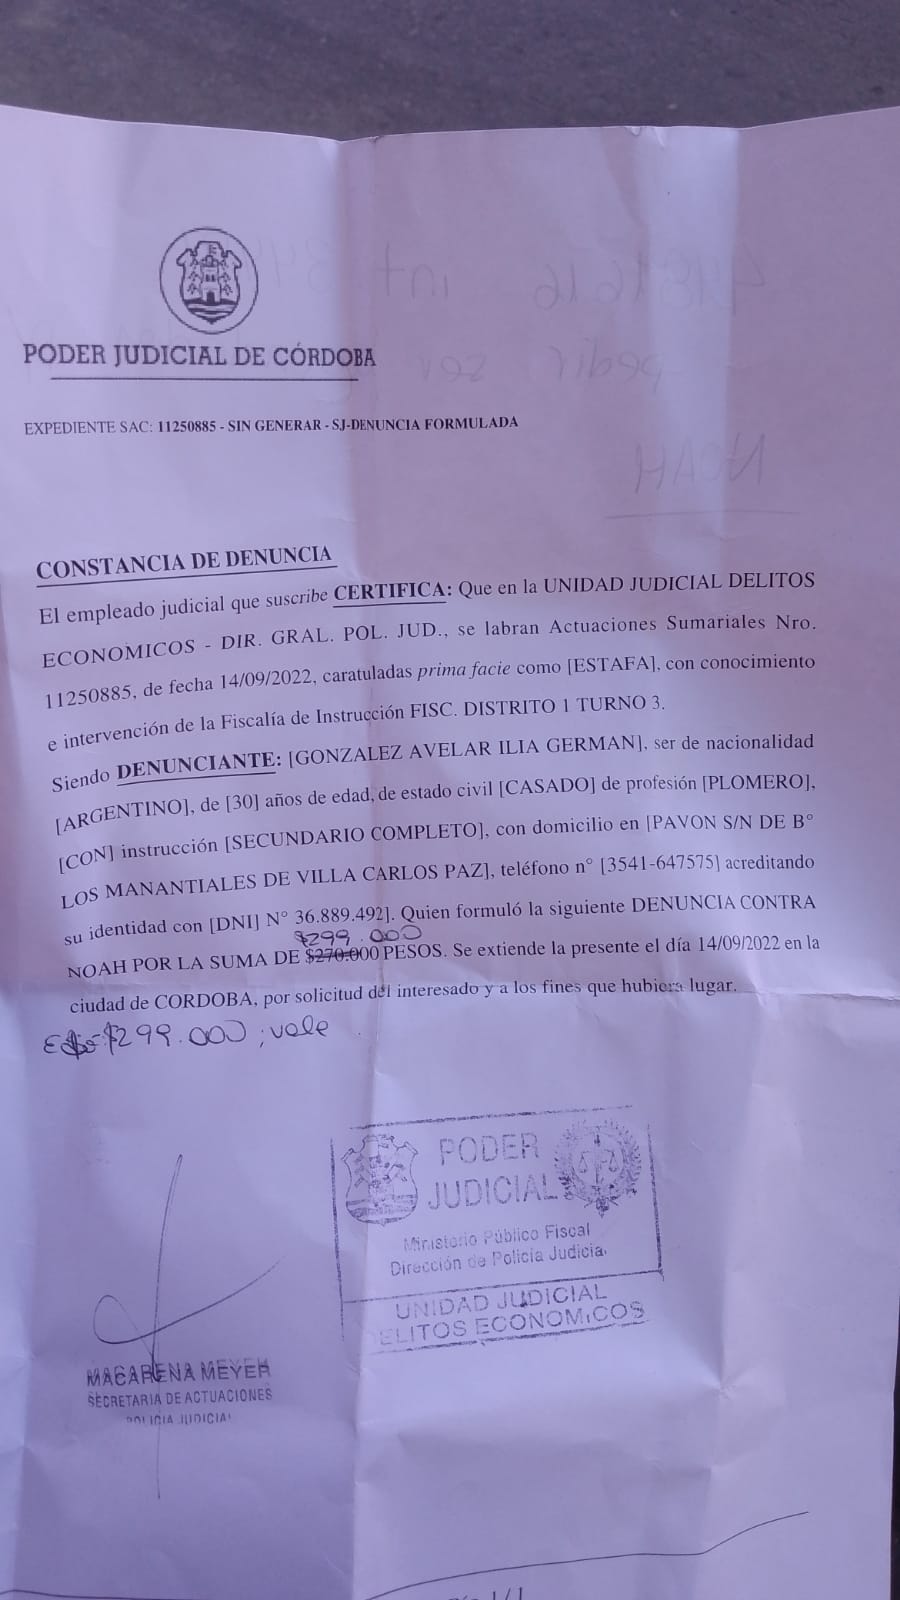 PODER JUDICIAL DE CÓRDOBA
EXPEDIENTE SAC: 11250885 - SIN GENERAR - SJ-DENUNCIA FORMULADA
NOAH
CONSTANCIA DE DENUNCIA
El empleado judicial que suscribe CERTIFICA: Que en la UNIDAD JUDICIAL DELITOS
ECONOMICOS - DIR. GRAL. POL. JUD., se labran Actuaciones Sumariales Nro.
11250885, de fecha 14/09/2022, caratuladas prima facie como [ESTAFA], con conocimiento
e intervención de la Fiscalía de Instrucción FISC. DISTRITO 1 TURNO 3.
Siendo DENUNCIANTE: [GONZALEZ AVELAR ILIA GERMAN], ser de nacionalidad
[ARGENTINO], de [30] años de edad, de estado civil [CASADO] de profesión [PLOMERO],
[CON] instrucción [SECUNDARIO COMPLETO], con domicilio en [PAVON S/N DE B°
LOS MANANTIALES DE VILLA CARLOS PAZ], teléfono n° [3541-647575] acreditando
su identidad con [DNI] N° 36.889.492]. Quien formuló la siguiente DENUNCIA CONTRA
$299.000
NOAH POR LA SUMA DE $270.000 PESOS. Se extiende la presente el día 14/09/2022 en la
ciudad de CORDOBA, por solicitud del interesado y a los fines que hubiera lugar.
$299.000; vale
PODER
JUDICIAL
Ministerio Público Fiscal
Dirección de Policía Judicial
UNIDAD JUDICIAL
DELITOS ECONOMICOS
MACARENA MEYER
SECRETARIA DE ACTUACIONES
POLICIA JUDICIAL